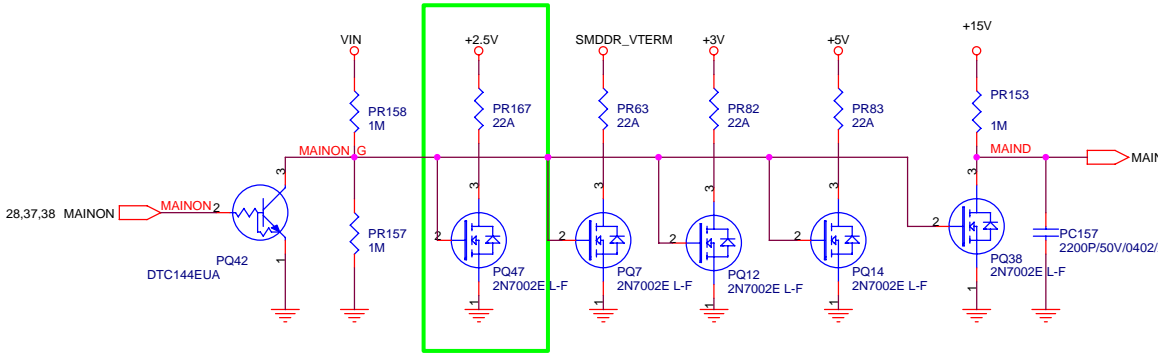 +15V
VIN
+2.5V
SMDDR_VTERM
+3V
+5V
PR158
1M
PR167
22A
PR63
22A
PR82
22A
PR83
22A
PR153
1M
MAINON_G
MAIND
MAIN
3
3
3
3
3
3
28,37,38 MAINON
MAINON
2
2
2
2
2
2
PR157
1M
PC157
2200P/50V/0402/
PQ42
DTC144EUA
1
PQ47
2N7002E L-F
1
PQ7
2N7002E L-F
1
PQ12
2N7002E L-F
1
PQ14
2N7002E L-F
1
PQ38
2N7002E L-F
1